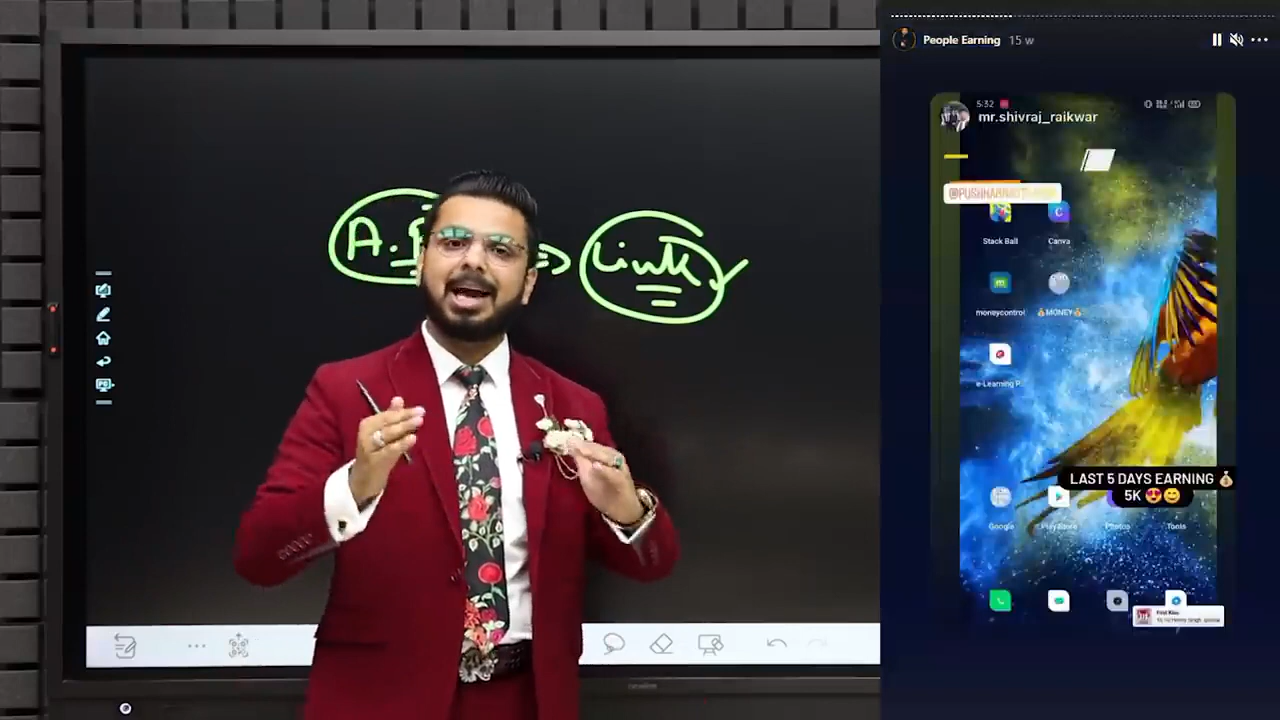 A.
Link
People Earning 15 w
5:32
mr.shivraj_raikwar
Stack Ball
Canva
moneycontrol
💰MONEY💰
e-Learning P..
LAST 5 DAYS EARNING 💰
5K 😍😊
Google
Play Store
Photos
Tools